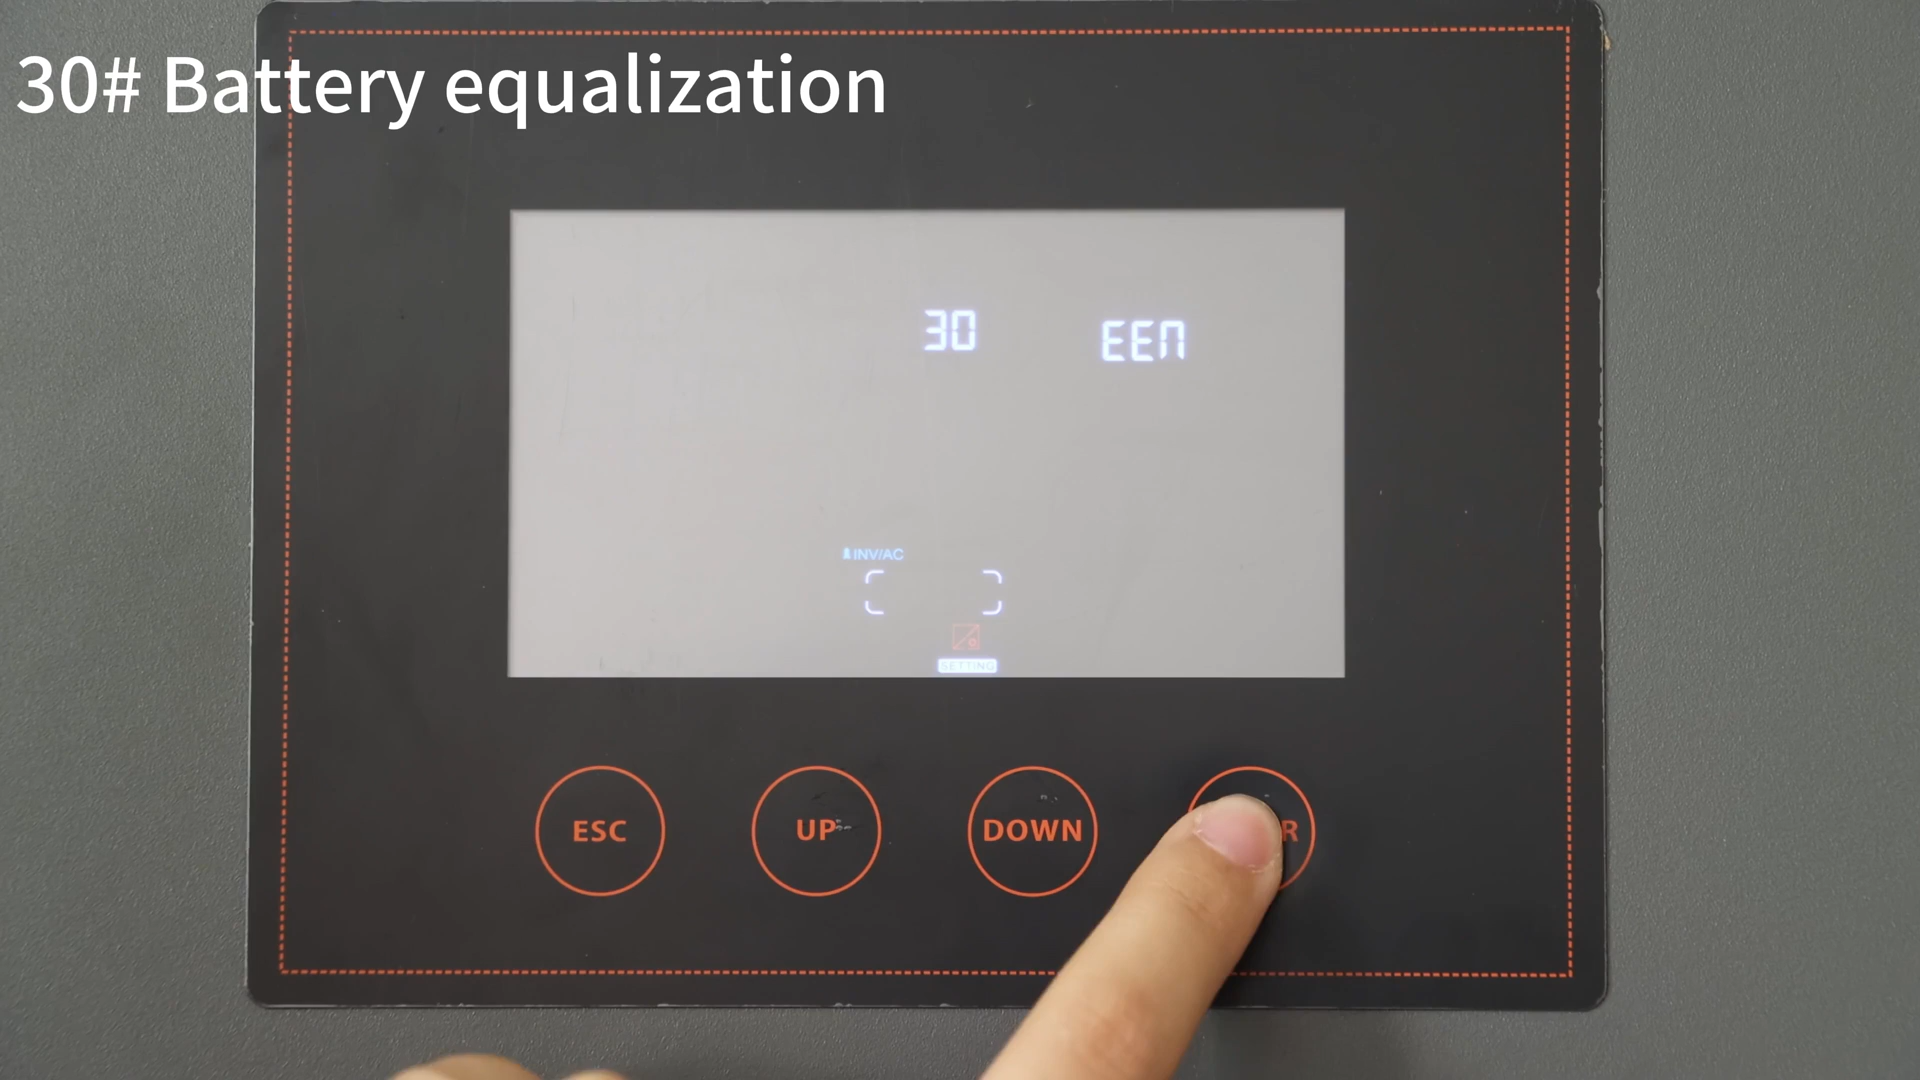 30# Battery equalization
30 EEN
INV/AC
SETTING
ESC UP DOWN R